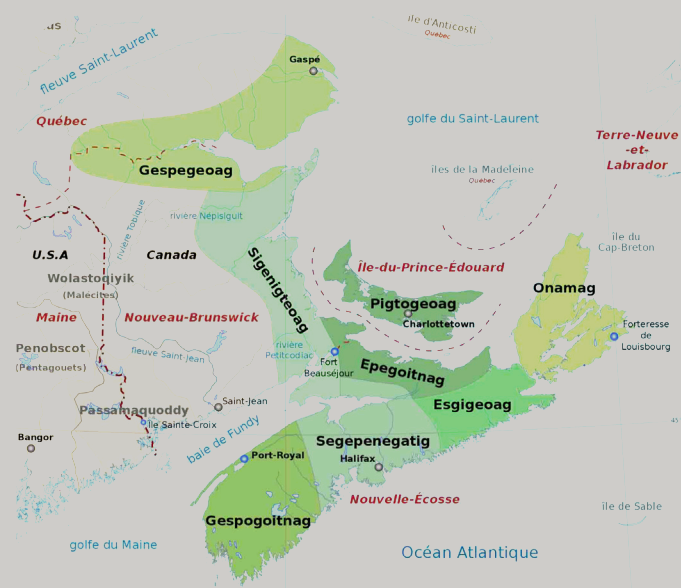 us
île d'Anticosti
Québec
fleuve Saint-Laurent
Gaspé
Québec
golfe du Saint-Laurent
Terre-Neuve
-et-
Labrador
Gespegeoag
îles de la Madeleine
Québec
rivière Népisiguit
rivière Tobique
île du
Cap-Breton
U.S.A
Canada
Sigenigteoag
Île-du-Prince-Édouard
Wolastoqiyik
(Malécites)
Onamag
Pigtogeoag
Maine
Nouveau-Brunswick
Charlottetown
Forteresse
de
Louisbourg
Penobscot
(Pentagouets)
fleuve Saint-Jean
rivière
Petitcodiac
Fort
Beauséjour
Epegoitnag
Passamaquoddy
Saint-Jean
Esgigeoag
Île Sainte-Croix
baie de Fundy
45
Bangor
Segepenegatig
Port-Royal
Halifax
Nouvelle-Écosse
île de Sable
Gespogoitnag
golfe du Maine
Océan Atlantique